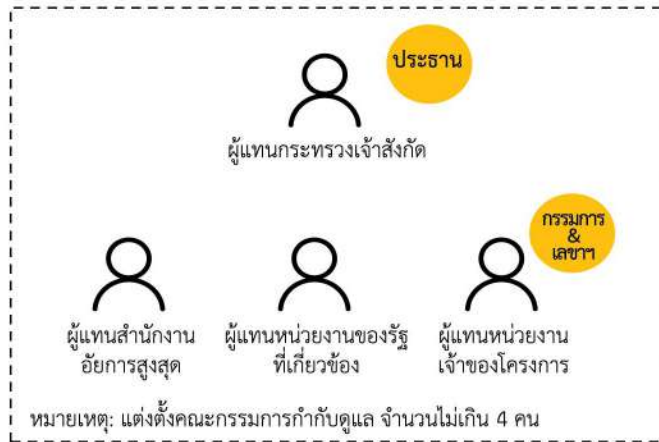 ประธาน
ผู้แทนกระทรวงเจ้าสังกัด
กรรมการ
&
เลขาฯ
ผู้แทนสำนักงาน
อัยการสูงสุด
ผู้แทนหน่วยงานของรัฐ
ที่เกี่ยวข้อง
ผู้แทนหน่วยงาน
เจ้าของโครงการ
หมายเหตุ: แต่งตั้งคณะกรรมการกำกับดูแล จำนวนไม่เกิน 4 คน